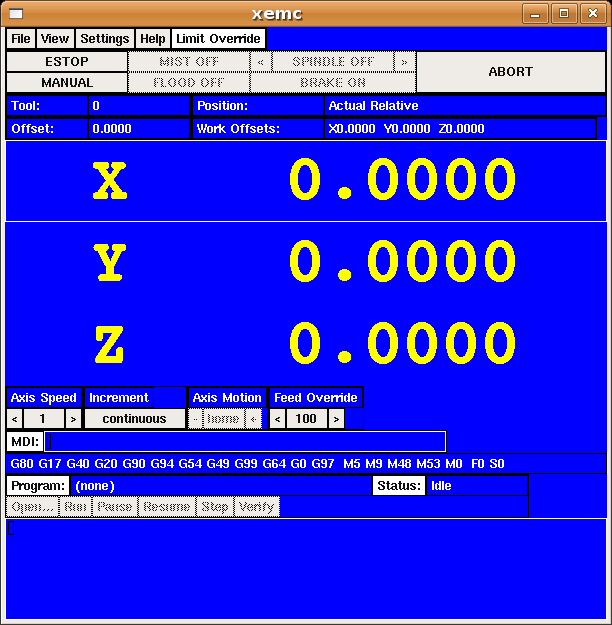 xemc
File View Settings Help Limit Override
ESTOP MIST OFF < SPINDLE OFF > ABORT
MANUAL FLOOD OFF BRAKE ON
Tool: 0 Position: Actual Relative
Offset: 0.0000 Work Offsets: X0.0000 Y0.0000 Z0.0000
X 0.0000
Y 0.0000
Z 0.0000
Axis Speed Increment Axis Motion Feed Override
< 1 > continuous - home + < 100 >
MDI:
G80 G17 G40 G20 G90 G94 G54 G49 G99 G64 G0 G97 M5 M9 M48 M53 M0 F0 S0
Program: (none) Status: Idle
Open... Run Pause Resume Step Verify